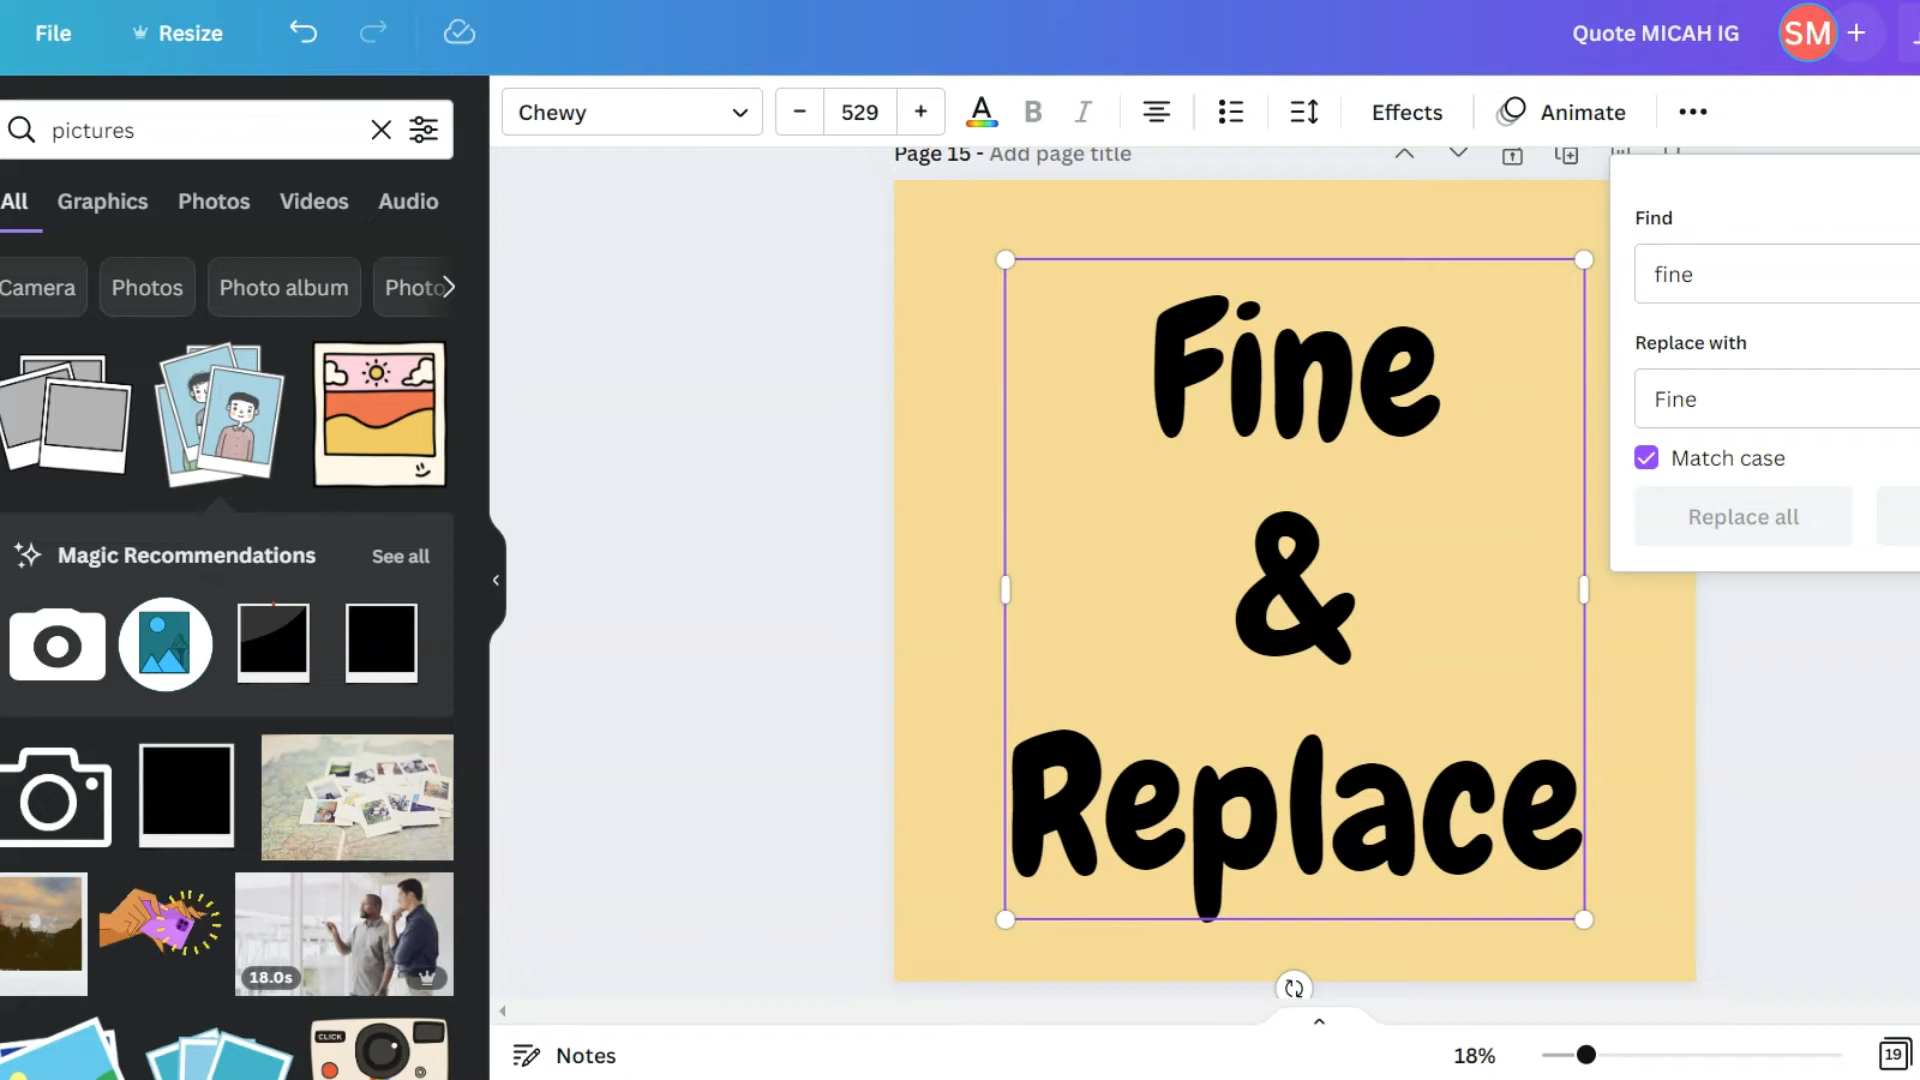 File
Resize
Quote MICAH IG
SM
pictures
Chewy
529
A
B
I
Effects
Animate
Page 15 - Add page title
All
Graphics
Photos
Videos
Audio
Camera
Photos
Photo album
Photo
Find
fine
Replace with
Fine
Match case
Replace all
Fine
&
Replace
Magic Recommendations
See all
18.0s
CLICK
Notes
18%
19